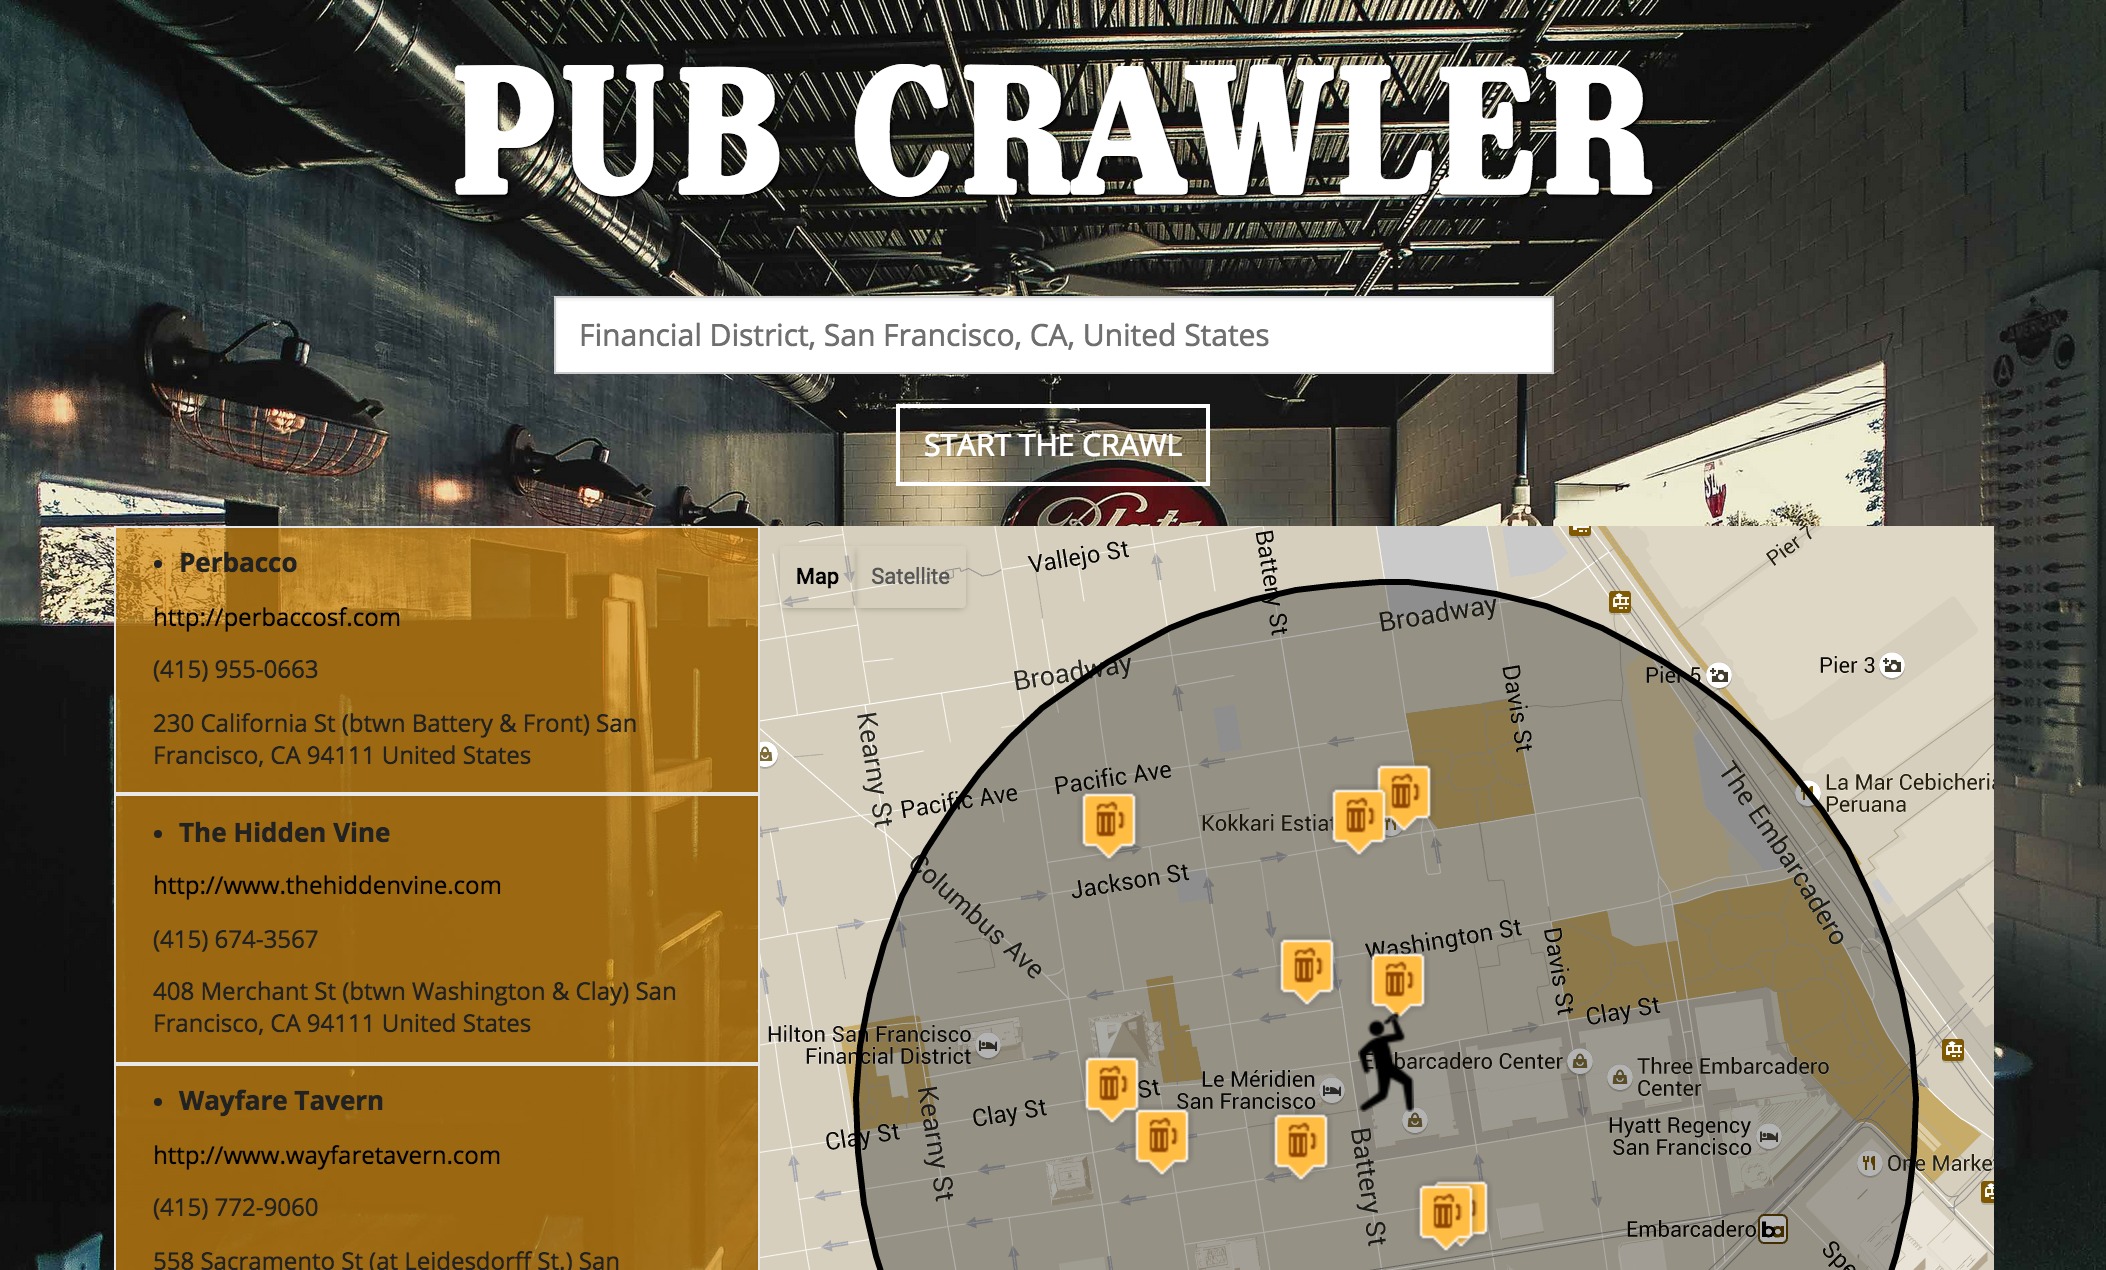 PUB CRAWLER
Financial District, San Francisco, CA, United States
START THE CRAWL
Perbacco
http://perbaccosf.com
(415) 955-0663
230 California St (btwn Battery & Front) San
Francisco, CA 94111 United States
The Hidden Vine
http://www.thehiddenvine.com
(415) 674-3567
408 Merchant St (btwn Washington & Clay) San
Francisco, CA 94111 United States
Wayfare Tavern
http://www.wayfaretavern.com
(415) 772-9060
558 Sacramento St (at Leidesdorff St.) San
Map
Satellite
Vallejo St
Battery St
Broadway
Broadway
Pier 7
Pier 5
Pier 3
Davis St
Kearny St
Pacific Ave
Pacific Ave
Kokkari
La Mar Cebicheria
Peruana
The Embarcadero
Jackson St
Columbus Ave
Washington St
Davis St
Clay St
Hilton San Francisco
Financial District
Embarcadero Center
Three Embarcadero
Center
Le Méridien
San Francisco
St
Clay St
Clay St
Kearny St
Battery St
Hyatt Regency
San Francisco
One Marke
Embarcadero
ba